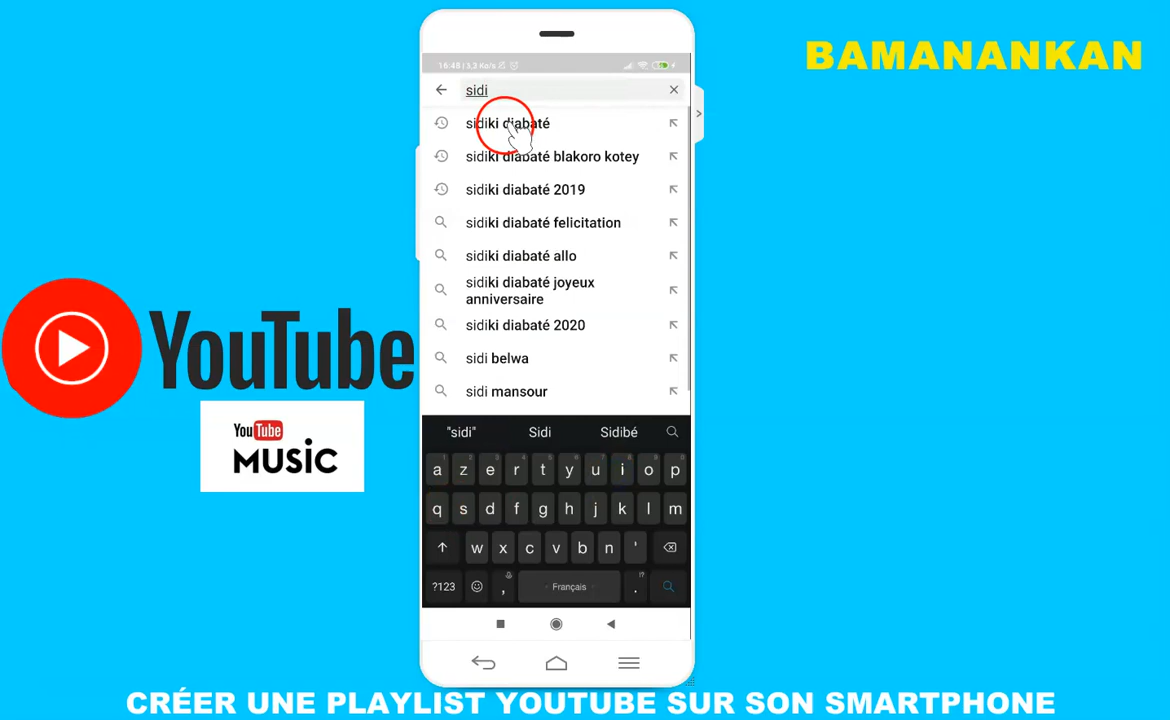 BAMANANKAN
16:48 | 3,3 Ko/s
sidi
sidiki diabaté
sidiki diabaté blakoro kotey
sidiki diabaté 2019
sidiki diabaté felicitation
sidiki diabaté allo
sidiki diabaté joyeux
anniversaire
sidiki diabaté 2020
sidi belwa
sidi mansour
YouTube
YouTube
MUSIC
"sidi" Sidi Sidibé
a z e r t y u i o p
q s d f g h j k l m
w x c v b n '
?123 , Français .
CRÉER UNE PLAYLIST YOUTUBE SUR SON SMARTPHONE